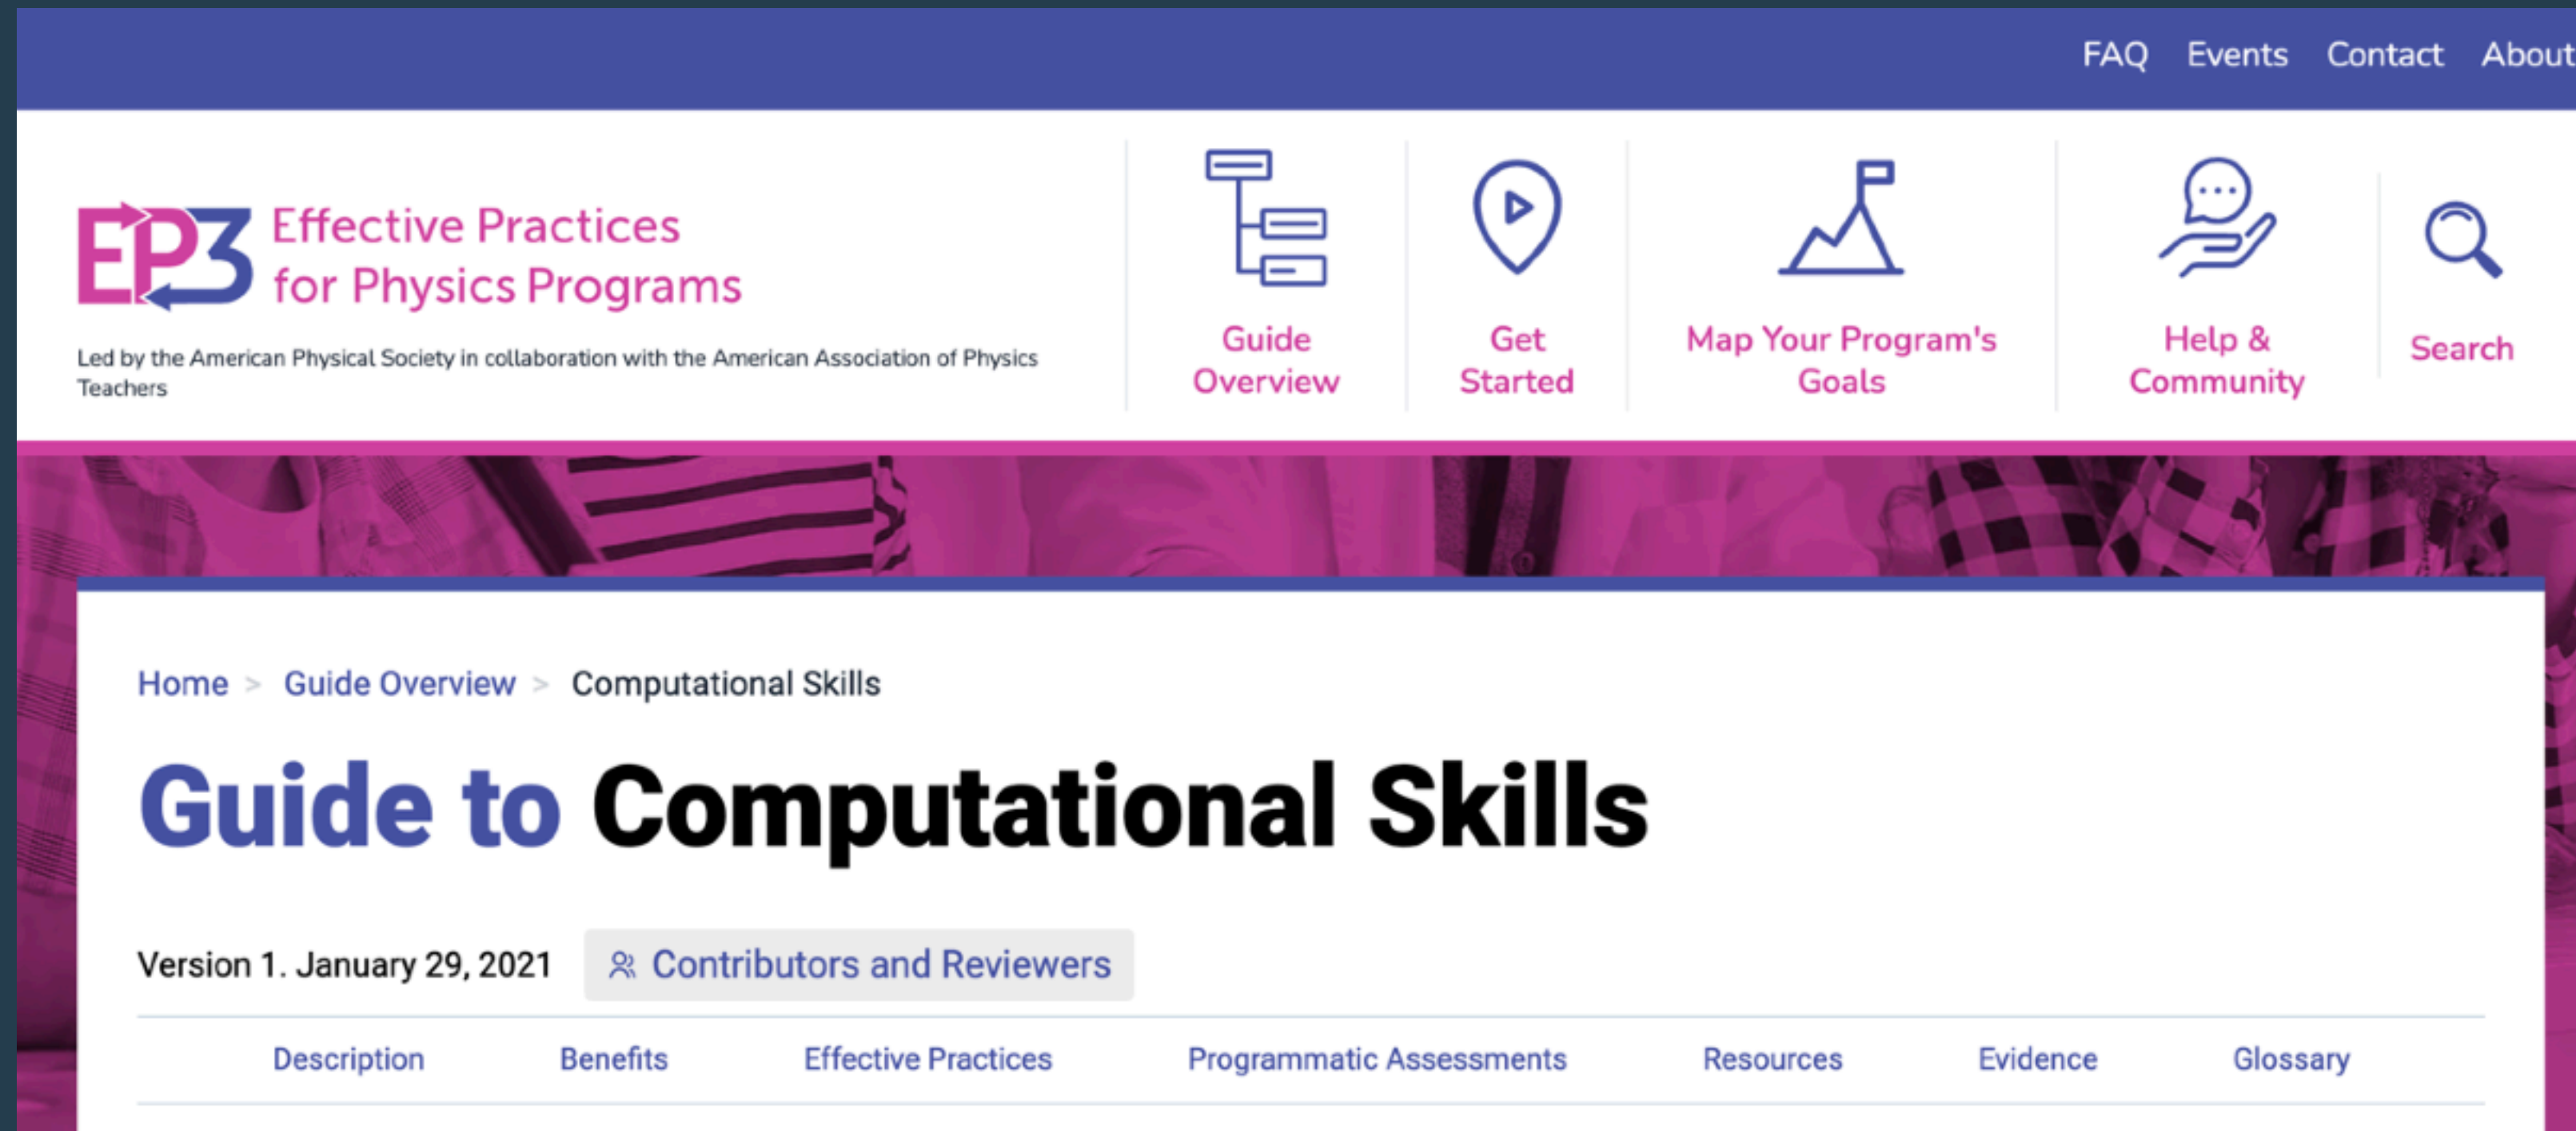 FAQ Events Contact About
EP3 Effective Practices
for Physics Programs
Led by the American Physical Society in collaboration with the American Association of Physics
Teachers
Guide
Overview
Get
Started
Map Your Program's
Goals
Help &
Community
Search
Home > Guide Overview > Computational Skills
Guide to Computational Skills
Version 1. January 29, 2021 Contributors and Reviewers
Description Benefits Effective Practices Programmatic Assessments Resources Evidence Glossary